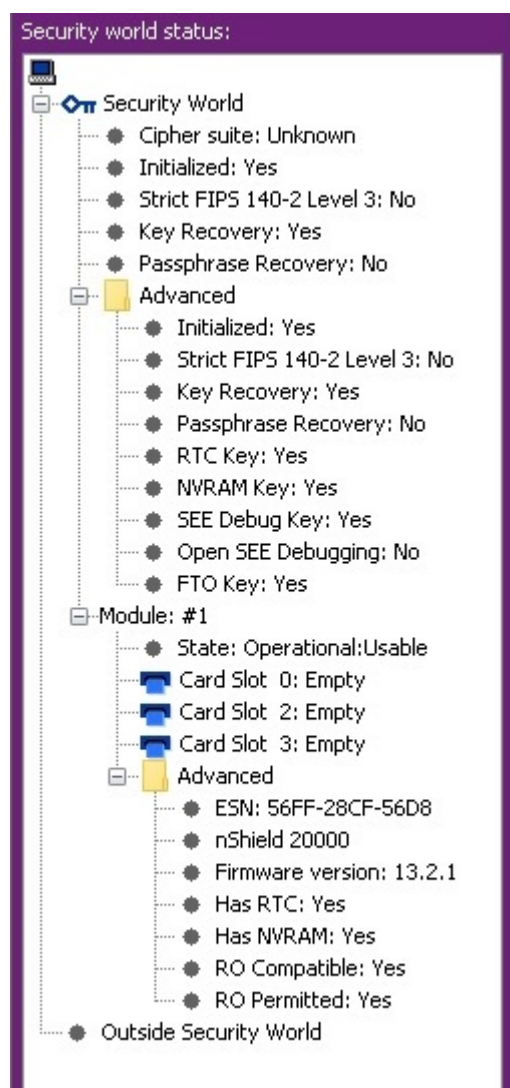 Security world status:
Security World
Cipher suite: Unknown
Initialized: Yes
Strict FIPS 140-2 Level 3: No
Key Recovery: Yes
Passphrase Recovery: No
Advanced
Initialized: Yes
Strict FIPS 140-2 Level 3: No
Key Recovery: Yes
Passphrase Recovery: No
RTC Key: Yes
NVRAM Key: Yes
SEE Debug Key: Yes
Open SEE Debugging: No
FTO Key: Yes
Module: #1
State: Operational:Usable
Card Slot 0: Empty
Card Slot 2: Empty
Card Slot 3: Empty
Advanced
ESN: 56FF-28CF-56D8
nShield 20000
Firmware version: 13.2.1
Has RTC: Yes
Has NVRAM: Yes
RO Compatible: Yes
RO Permitted: Yes
Outside Security World